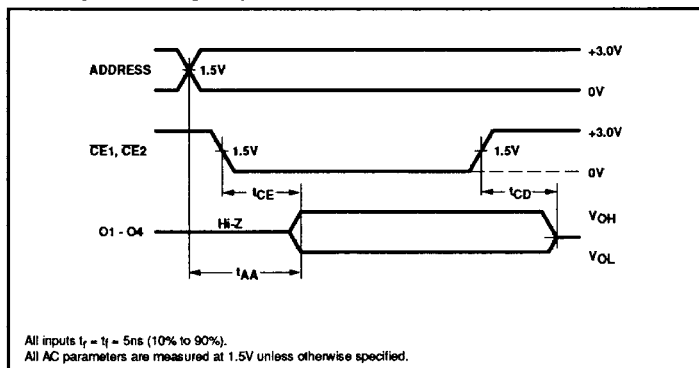 +3.0V
ADDRESS
1.5V
0V
+3.0V
CE1, CE2
1.5V
1.5V
0V
tCE
tCD
VOH
O1 - O4
Hi-Z
VOL
tAA
All inputs tr = tf = 5ns (10% to 90%).
All AC parameters are measured at 1.5V unless otherwise specified.